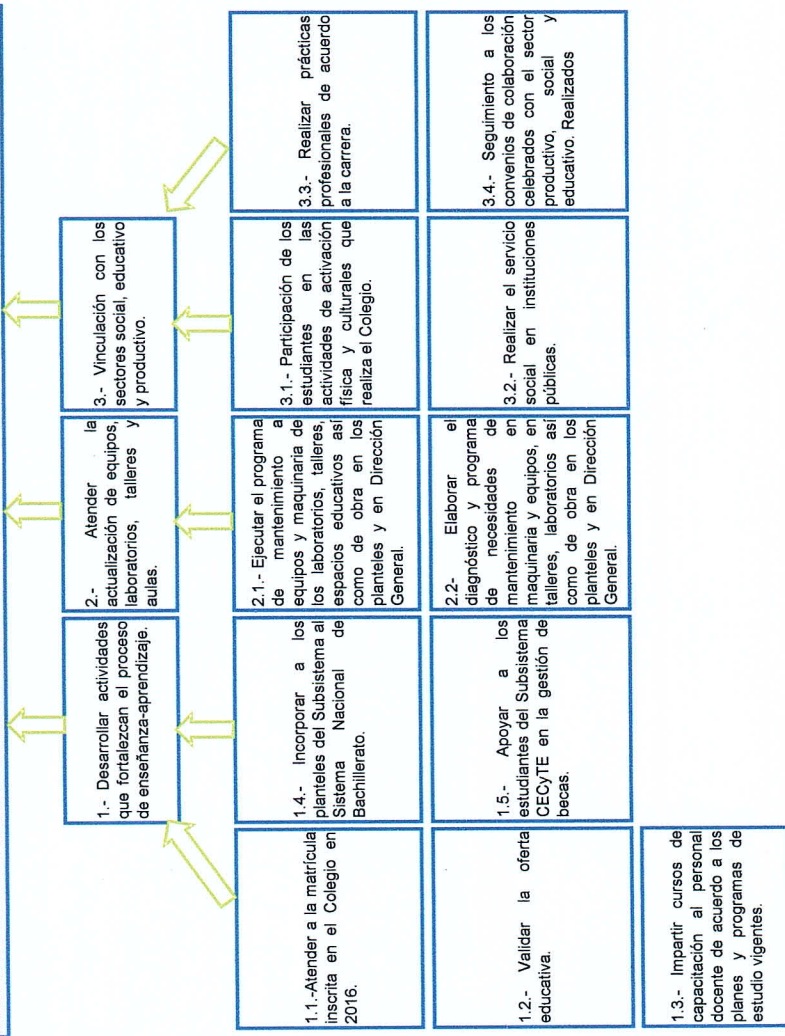 1.- Desarrollar actividades
que fortalezcan el proceso
de enseñanza-aprendizaje.
2.- Atender la
actualización de equipos,
laboratorios, talleres y
aulas.
3.- Vinculación con los
sectores social, educativo
y productivo.
1.1.-Atender a la matrícula
inscrita en el Colegio en
2016.
1.4.- Incorporar a los
planteles del Subsistema al
Sistema Nacional de
Bachillerato.
2.1.- Ejecutar el programa
de mantenimiento a
equipos y maquinaria de
los laboratorios, talleres,
espacios educativos así
como de obra en los
planteles y en Dirección
General.
3.1.- Participación de los
estudiantes en las
actividades de activación
física y culturales que
realiza el Colegio.
3.3.- Realizar prácticas
profesionales de acuerdo
a la carrera.
1.2.- Validar la oferta
educativa.
1.5.- Apoyar a los
estudiantes del Subsistema
CECyTE en la gestión de
becas.
2.2- Elaborar el
diagnóstico y programa
de necesidades de
mantenimiento en
maquinaria y equipos, en
talleres, laboratorios así
como de obra en los
planteles y en Dirección
General.
3.2.- Realizar el servicio
social en instituciones
públicas.
3.4.- Seguimiento a los
convenios de colaboración
celebrados con el sector
productivo, social y
educativo. Realizados
1.3.- Impartir cursos de
capacitación al personal
docente de acuerdo a los
planes y programas de
estudio vigentes.